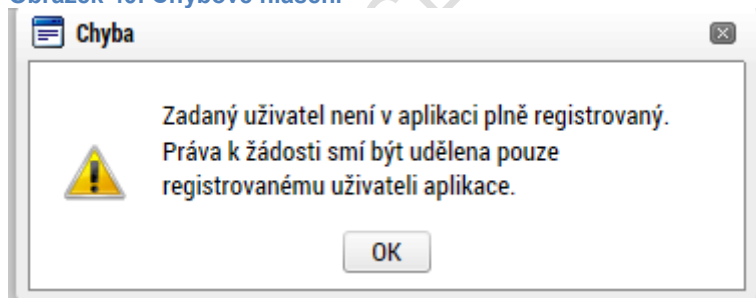 Chyba
Zadaný uživatel není v aplikaci plně registrovaný.
Práva k žádosti smí být udělena pouze
registrovanému uživateli aplikace.
OK